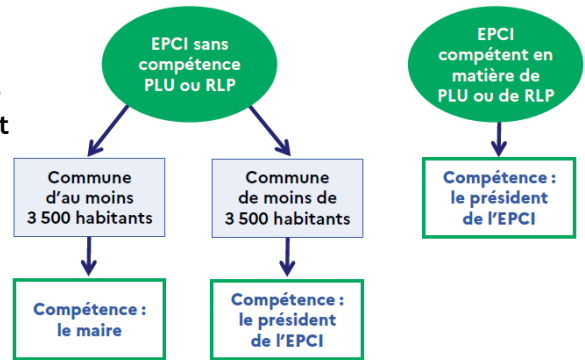 EPCI sans
compétence
PLU ou RLP
EPCI
compétent en
matière de
PLU ou de RLP
t
Commune
d'au moins
3 500 habitants
Commune
de moins de
3 500 habitants
Compétence :
le président
de l'EPCI
Compétence :
le maire
Compétence :
le président
de l'EPCI